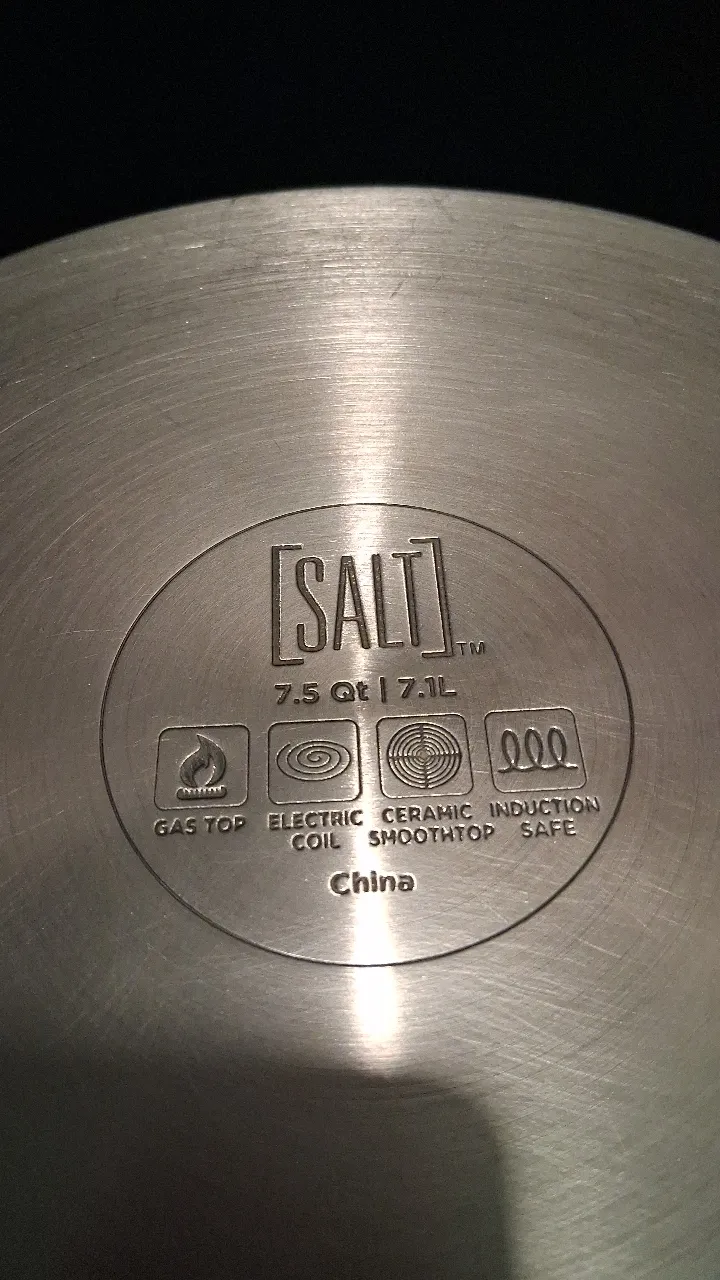 [SALT]™
7.5 Qt | 7.1L
GAS TOP
ELECTRIC COIL
CERAMIC SMOOTHTOP
INDUCTION SAFE
China